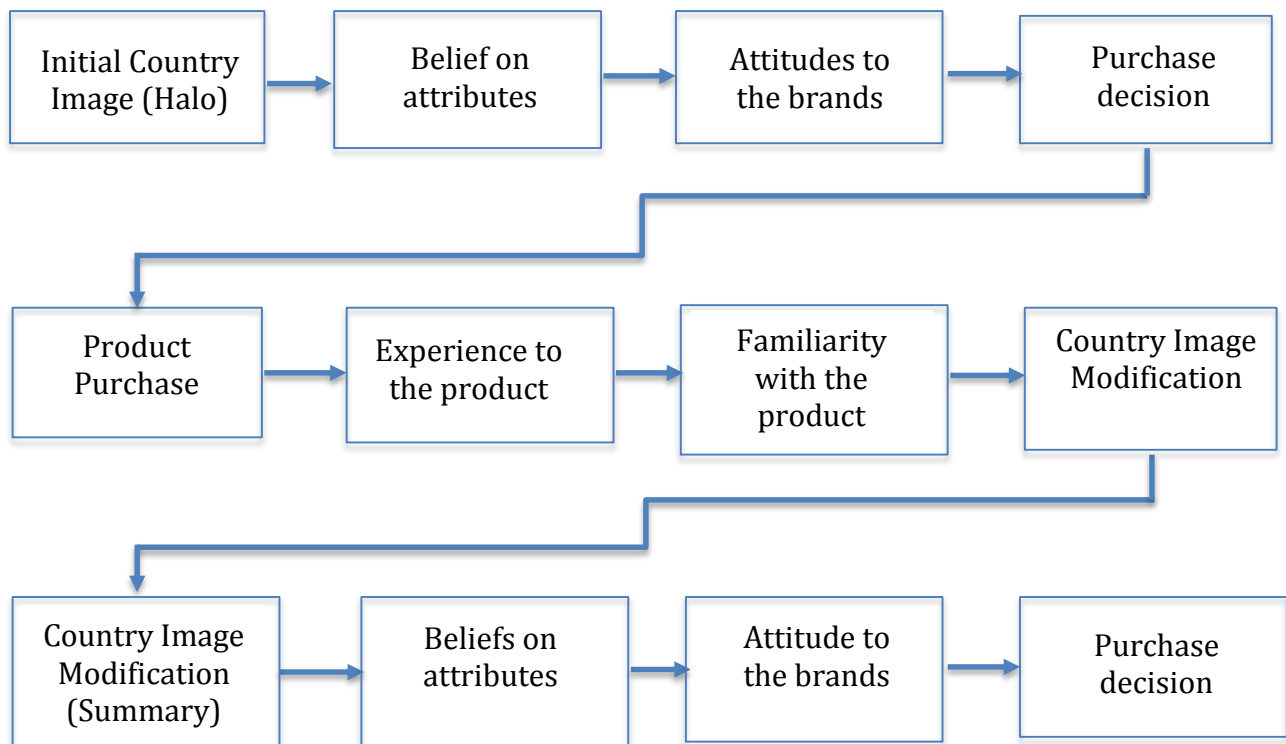 Initial Country
Image (Halo)
Belief on
attributes
Attitudes to
the brands
Purchase
decision
Product
Purchase
Experience to
the product
Familiarity
with the
product
Country Image
Modification
Country Image
Modification
(Summary)
Beliefs on
attributes
Attitude to
the brands
Purchase
decision